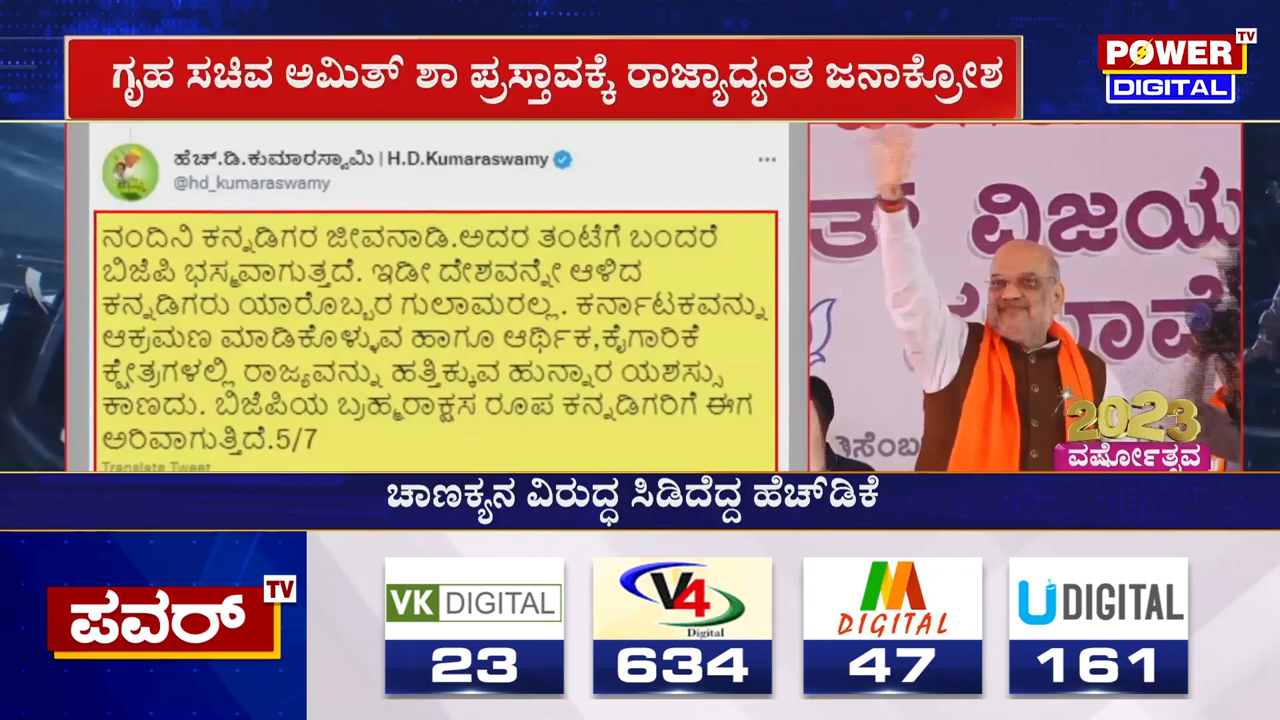 ಗೃಹ ಸಚಿವ ಅಮಿತ್ ಶಾ ಪ್ರಸ್ತಾವಕ್ಕೆ ರಾಜ್ಯಾದ್ಯಂತ ಜನಾಕ್ರೋಶ
POWER TV
DIGITAL
ಹೆಚ್.ಡಿ.ಕುಮಾರಸ್ವಾಮಿ | H.D.Kumaraswamy
@hd_kumaraswamy
ನಂದಿನಿ ಕನ್ನಡಿಗರ ಜೀವನಾಡಿ.ಅದರ ತಂಟೆಗೆ ಬಂದರೆ
ಬಿಜೆಪಿ ಭಸ್ಮವಾಗುತ್ತದೆ. ಇಡೀ ದೇಶವನ್ನೇ ಆಳಿದ
ಕನ್ನಡಿಗರು ಯಾರೊಬ್ಬರ ಗುಲಾಮರಲ್ಲ. ಕರ್ನಾಟಕವನ್ನು
ಆಕ್ರಮಣ ಮಾಡಿಕೊಳ್ಳುವ ಹಾಗೂ ಆರ್ಥಿಕ,ಕೈಗಾರಿಕೆ
ಕ್ಷೇತ್ರಗಳಲ್ಲಿ ರಾಜ್ಯವನ್ನು ಹತ್ತಿಕ್ಕುವ ಹುನ್ನಾರ ಯಶಸ್ಸು
ಕಾಣದು. ಬಿಜೆಪಿಯ ಬ್ರಹ್ಮರಾಕ್ಷಸ ರೂಪ ಕನ್ನಡಿಗರಿಗೆ ಈಗ
ಅರಿವಾಗುತ್ತಿದೆ.5/7
Translate Tweet
ವಿಜಯ
2023
ವರ್ಷೋತ್ಸವ
ಚಾಣಕ್ಯನ ವಿರುದ್ಧ ಸಿಡಿದೆದ್ದ ಹೆಚ್‌ಡಿಕೆ
ಪವರ್ TV
VK DIGITAL
23
V4 Digital
634
M DIGITAL
47
U DIGITAL
161